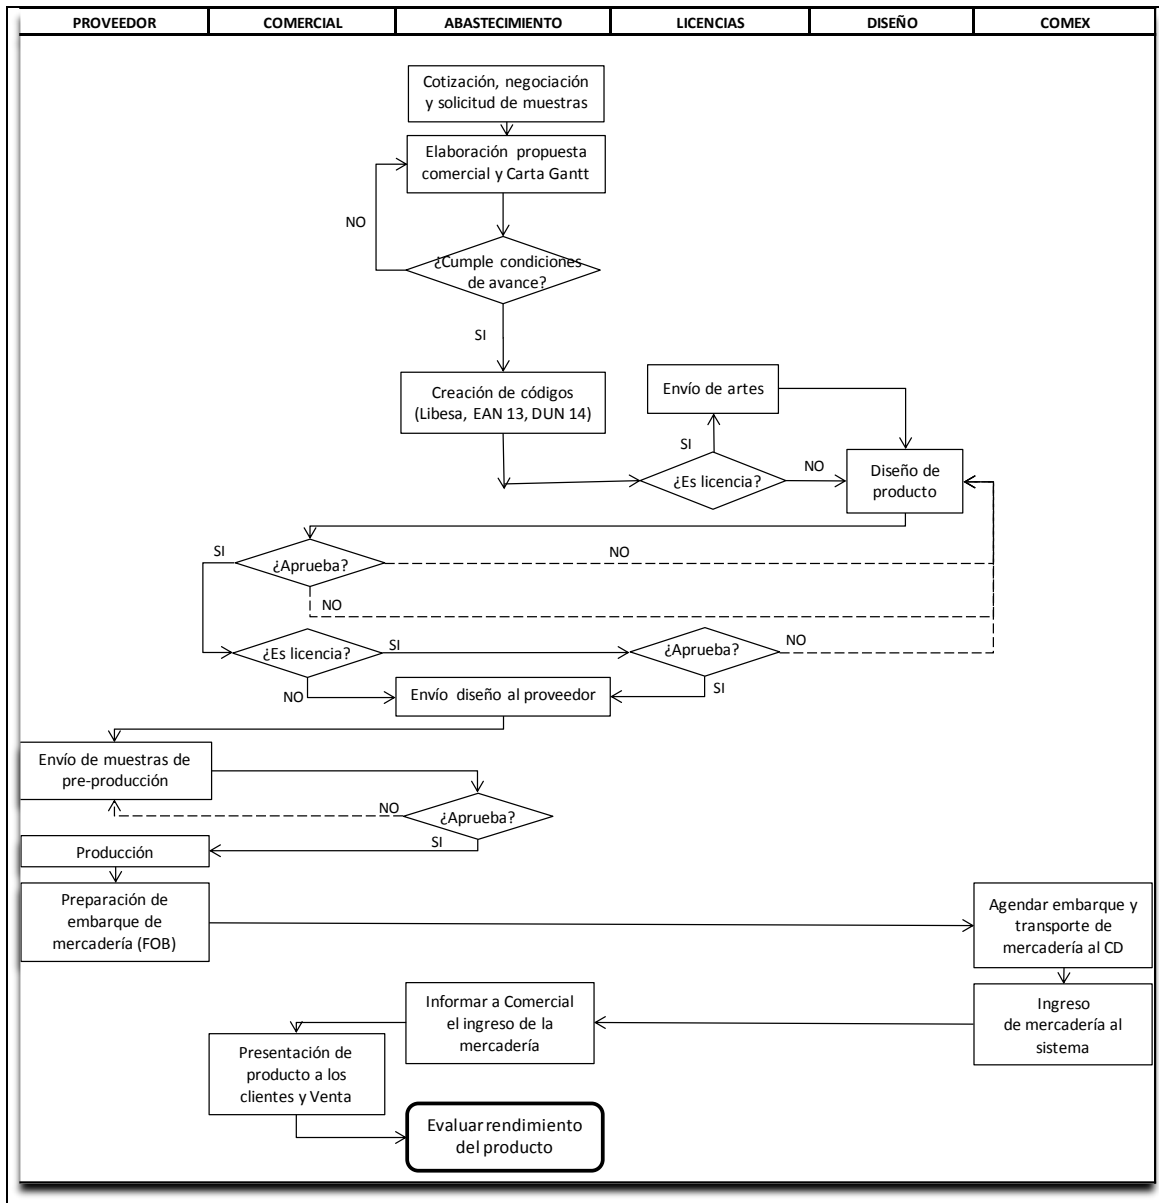 PROVEEDOR COMERCIAL ABASTECIMIENTO LICENCIAS DISEÑO COMEX
Cotización, negociación
y solicitud de muestras
Elaboración propuesta
comercial y Carta Gantt
NO
¿Cumple condiciones
de avance?
SI
Creación de códigos
(Libesa, EAN 13, DUN 14)
Envío de artes
SI
¿Es licencia?
NO
Diseño de
producto
SI
¿Aprueba?
NO
NO
¿Es licencia?
SI
¿Aprueba?
NO
NO
Envío diseño al proveedor
SI
Envío de muestras de
pre-producción
NO
¿Aprueba?
SI
Producción
Preparación de
embarque de
mercadería (FOB)
Agendar embarque y
transporte de
mercadería al CD
Informar a Comercial
el ingreso de la
mercadería
Ingreso
de mercadería al
sistema
Presentación de
producto a los
clientes y Venta
Evaluar rendimiento
del producto